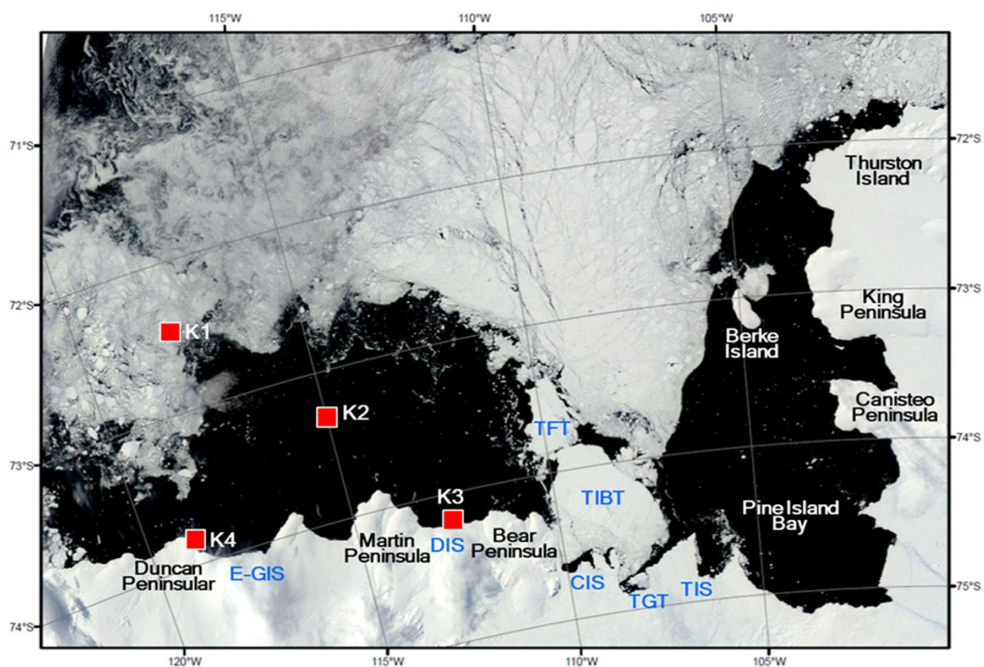 115°W
110°W
105°W
71°S
72°S
Thurston
Island
72°S
73°S
K1
King
Peninsula
Berke
Island
K2
Canisteo
Peninsula
TFT
74°S
73°S
K3
TIBT
Pine Island
Bay
K4
Martin
Peninsula
DIS
Bear
Peninsula
Duncan
Peninsular
E-GIS
CIS
TGT
TIS
75°S
74°S
120°W
115°W
110°W
105°W